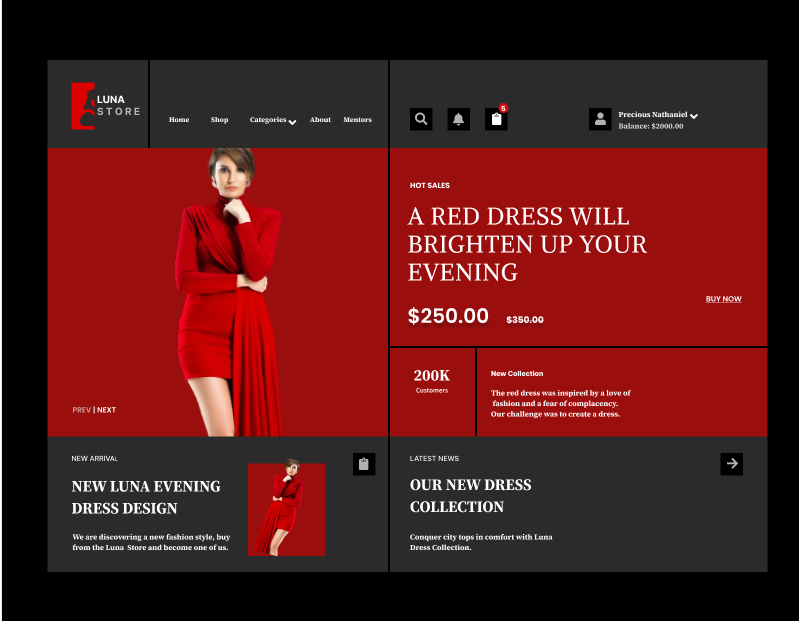 LUNA
STORE
Home Shop Categories About Mentors
5
Precious Nathaniel
Balance: $2000.00
HOT SALES
A RED DRESS WILL
BRIGHTEN UP YOUR
EVENING
BUY NOW
$250.00 $350.00
PREV | NEXT
200K
Customers
New Collection
The red dress was inspired by a love of
fashion and a fear of complacency.
Our challenge was to create a dress.
NEW ARRIVAL
NEW LUNA EVENING
DRESS DESIGN
We are discovering a new fashion style, buy
from the Luna Store and become one of us.
LATEST NEWS
OUR NEW DRESS
COLLECTION
Conquer city tops in comfort with Luna
Dress Collection.